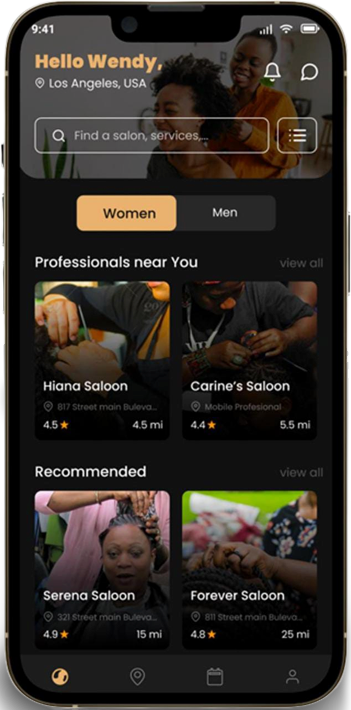 9:41
Hello Wendy,
Los Angeles, USA
Find a salon, services,...
Women
Men
Professionals near You
view all
Hiana Saloon
817 Street main Buleva...
4.5
4.5 mi
Carine's Saloon
Mobile Profesional
4.4
5.5 mi
Recommended
view all
Serena Saloon
321 Street main Buleva...
4.9
15 mi
Forever Saloon
811 Street main Buleva...
4.8
25 mi